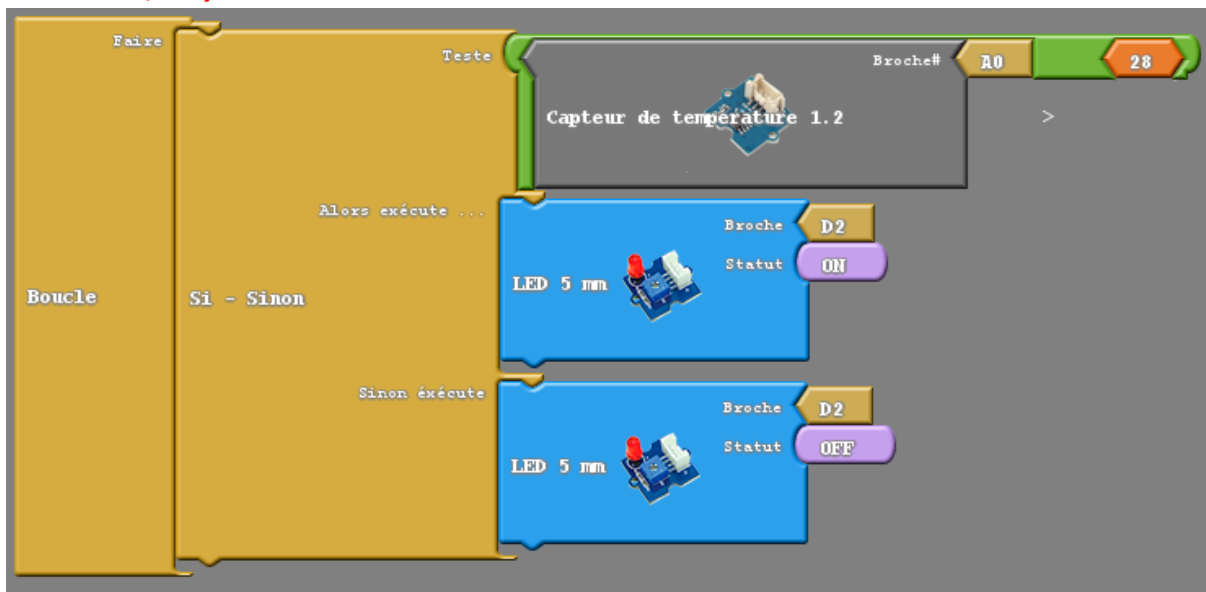 Faire
Teste
Broche# A0 28
Capteur de température 1.2 >
Alors exécute ...
Broche D2
Statut ON
LED 5 mm
Boucle
Si - Sinon
Sinon éxécute
Broche D2
Statut OFF
LED 5 mm